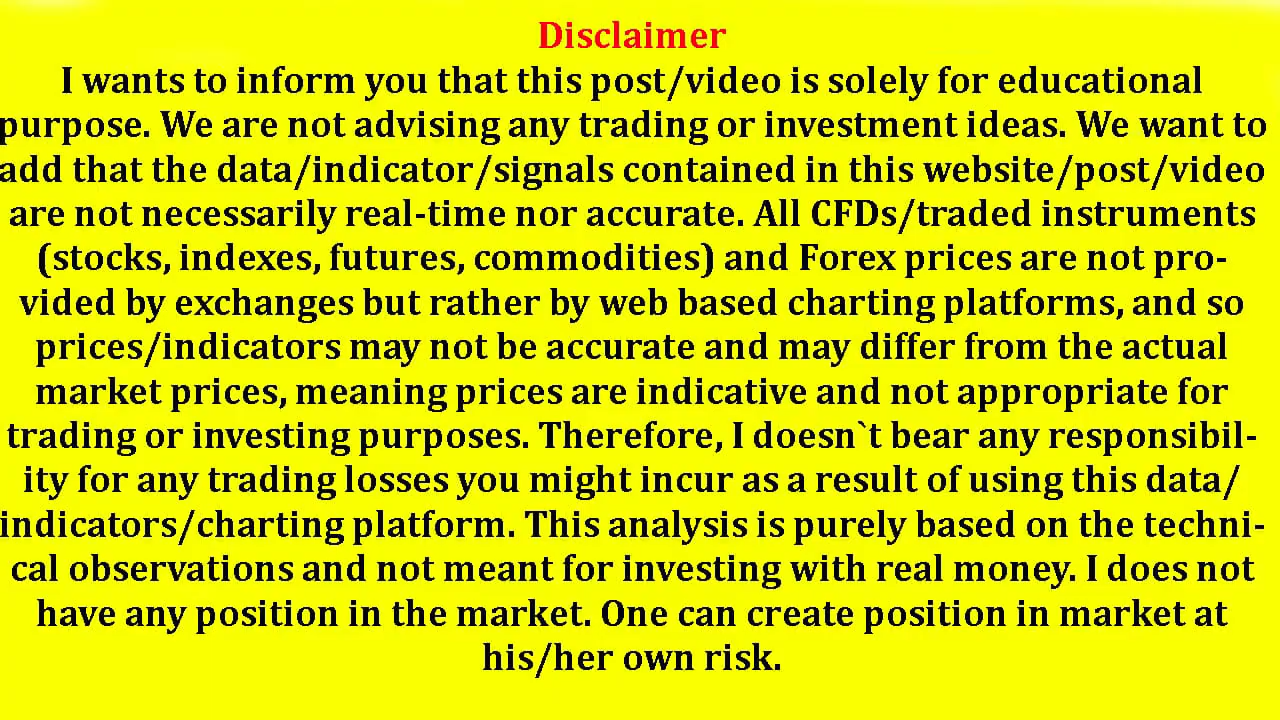 Disclaimer
I wants to inform you that this post/video is solely for educational
purpose. We are not advising any trading or investment ideas. We want to
add that the data/indicator/signals contained in this website/post/video
are not necessarily real-time nor accurate. All CFDs/traded instruments
(stocks, indexes, futures, commodities) and Forex prices are not pro-
vided by exchanges but rather by web based charting platforms, and so
prices/indicators may not be accurate and may differ from the actual
market prices, meaning prices are indicative and not appropriate for
trading or investing purposes. Therefore, I doesn`t bear any responsibil-
ity for any trading losses you might incur as a result of using this data/
indicators/charting platform. This analysis is purely based on the techni-
cal observations and not meant for investing with real money. I does not
have any position in the market. One can create position in market at
his/her own risk.